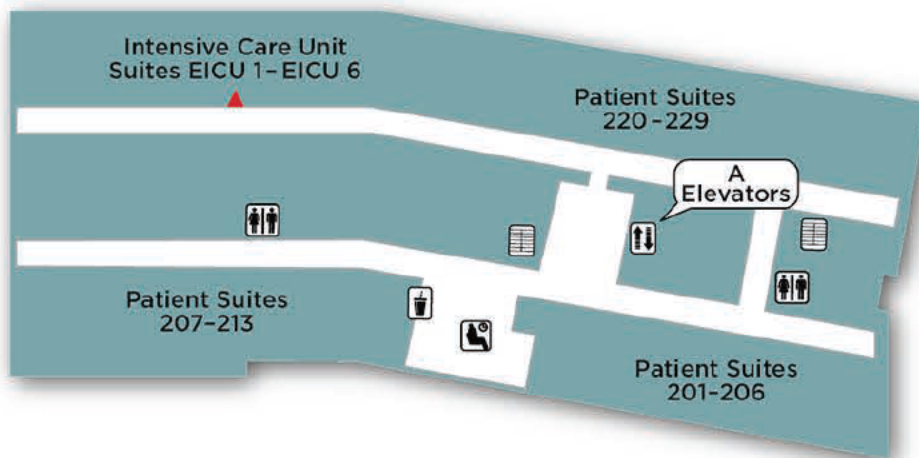 Intensive Care Unit
Suites EICU 1–EICU 6
Patient Suites
220-229
A
Elevators
Patient Suites
207-213
Patient Suites
201-206